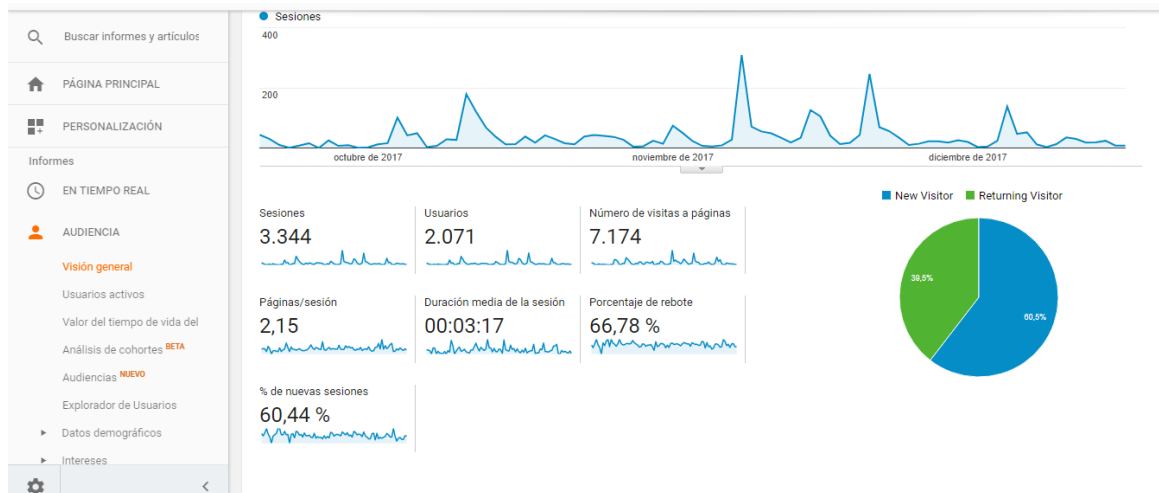 Buscar informes y artículos
PÁGINA PRINCIPAL
PERSONALIZACIÓN
Informes
EN TIEMPO REAL
AUDIENCIA
Visión general
Usuarios activos
Valor del tiempo de vida del
Análisis de cohortes BETA
Audiencias NUEVO
Explorador de Usuarios
Datos demográficos
Intereses
Sesiones
400
200
octubre de 2017 noviembre de 2017 diciembre de 2017
Sesiones Usuarios Número de visitas a páginas
3.344 2.071 7.174
Páginas/sesión Duración media de la sesión Porcentaje de rebote
2,15 00:03:17 66,78 %
% de nuevas sesiones
60,44 %
New Visitor Returning Visitor
39,5%
60,5%